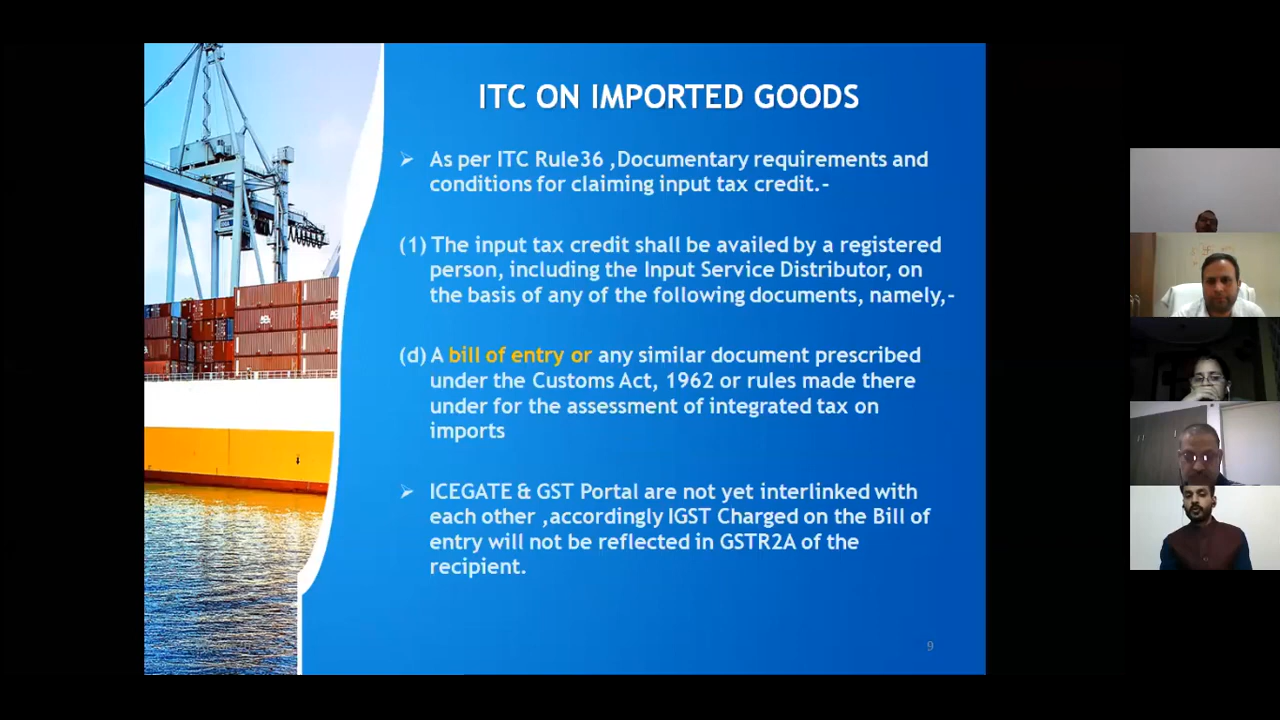 ITC ON IMPORTED GOODS
➢ As per ITC Rule36 ,Documentary requirements and
conditions for claiming input tax credit.-
(1) The input tax credit shall be availed by a registered
person, including the Input Service Distributor, on
the basis of any of the following documents, namely,-
(d) A bill of entry or any similar document prescribed
under the Customs Act, 1962 or rules made there
under for the assessment of integrated tax on
imports
➢ ICEGATE & GST Portal are not yet interlinked with
each other ,accordingly IGST Charged on the Bill of
entry will not be reflected in GSTR2A of the
recipient.
9